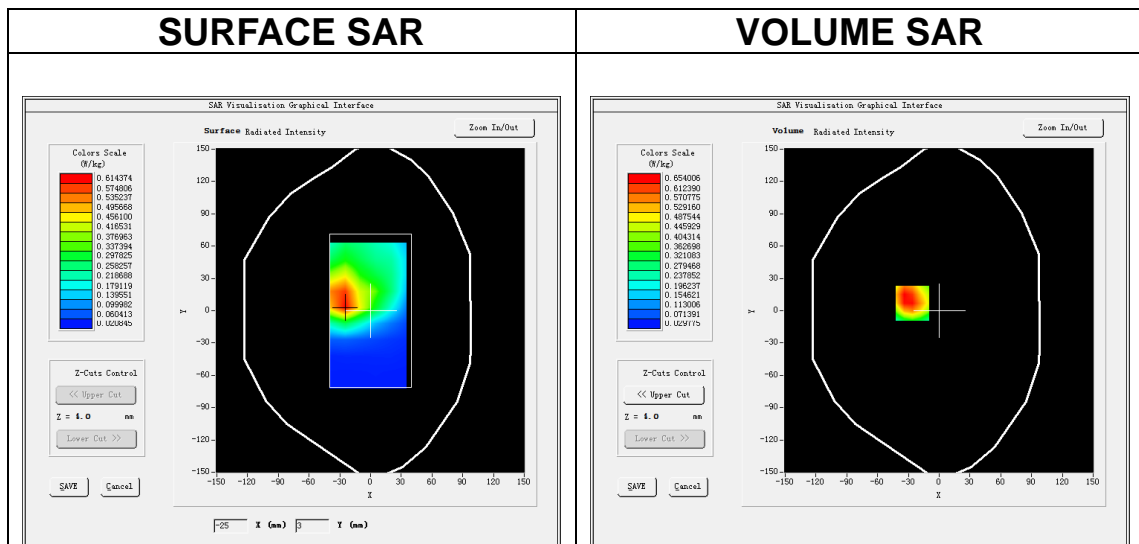 SURFACE SAR
VOLUME SAR
SAR Visualisation Graphical Interface
Surface Radiated Intensity
Zoom In/Out
Colors Scale
(W/kg)
0.614374
0.574806
0.535237
0.495668
0.456100
0.416531
0.376963
0.337394
0.297825
0.258257
0.218688
0.179119
0.139551
0.099982
0.060413
0.020845
150
120
90
60
30
0
-30
-60
-90
-120
-150
Y
-150 -120 -90 -60 -30 0 30 60 90 120 150
X
Z-Cuts Control
<< Upper Cut
Z = 4.0 mm
Lower Cut >>
SAVE Cancel
-25 X (mm) 3 Y (mm)
SAR Visualisation Graphical Interface
Volume Radiated Intensity
Zoom In/Out
Colors Scale
(W/kg)
0.654006
0.612390
0.570775
0.529160
0.487544
0.445929
0.404314
0.362698
0.321083
0.279468
0.237852
0.196237
0.154621
0.113006
0.071391
0.029775
150
120
90
60
30
0
-30
-60
-90
-120
-150
Y
-150 -120 -90 -60 -30 0 30 60 90 120 150
X
Z-Cuts Control
<< Upper Cut
Z = 4.0 mm
Lower Cut >>
SAVE Cancel